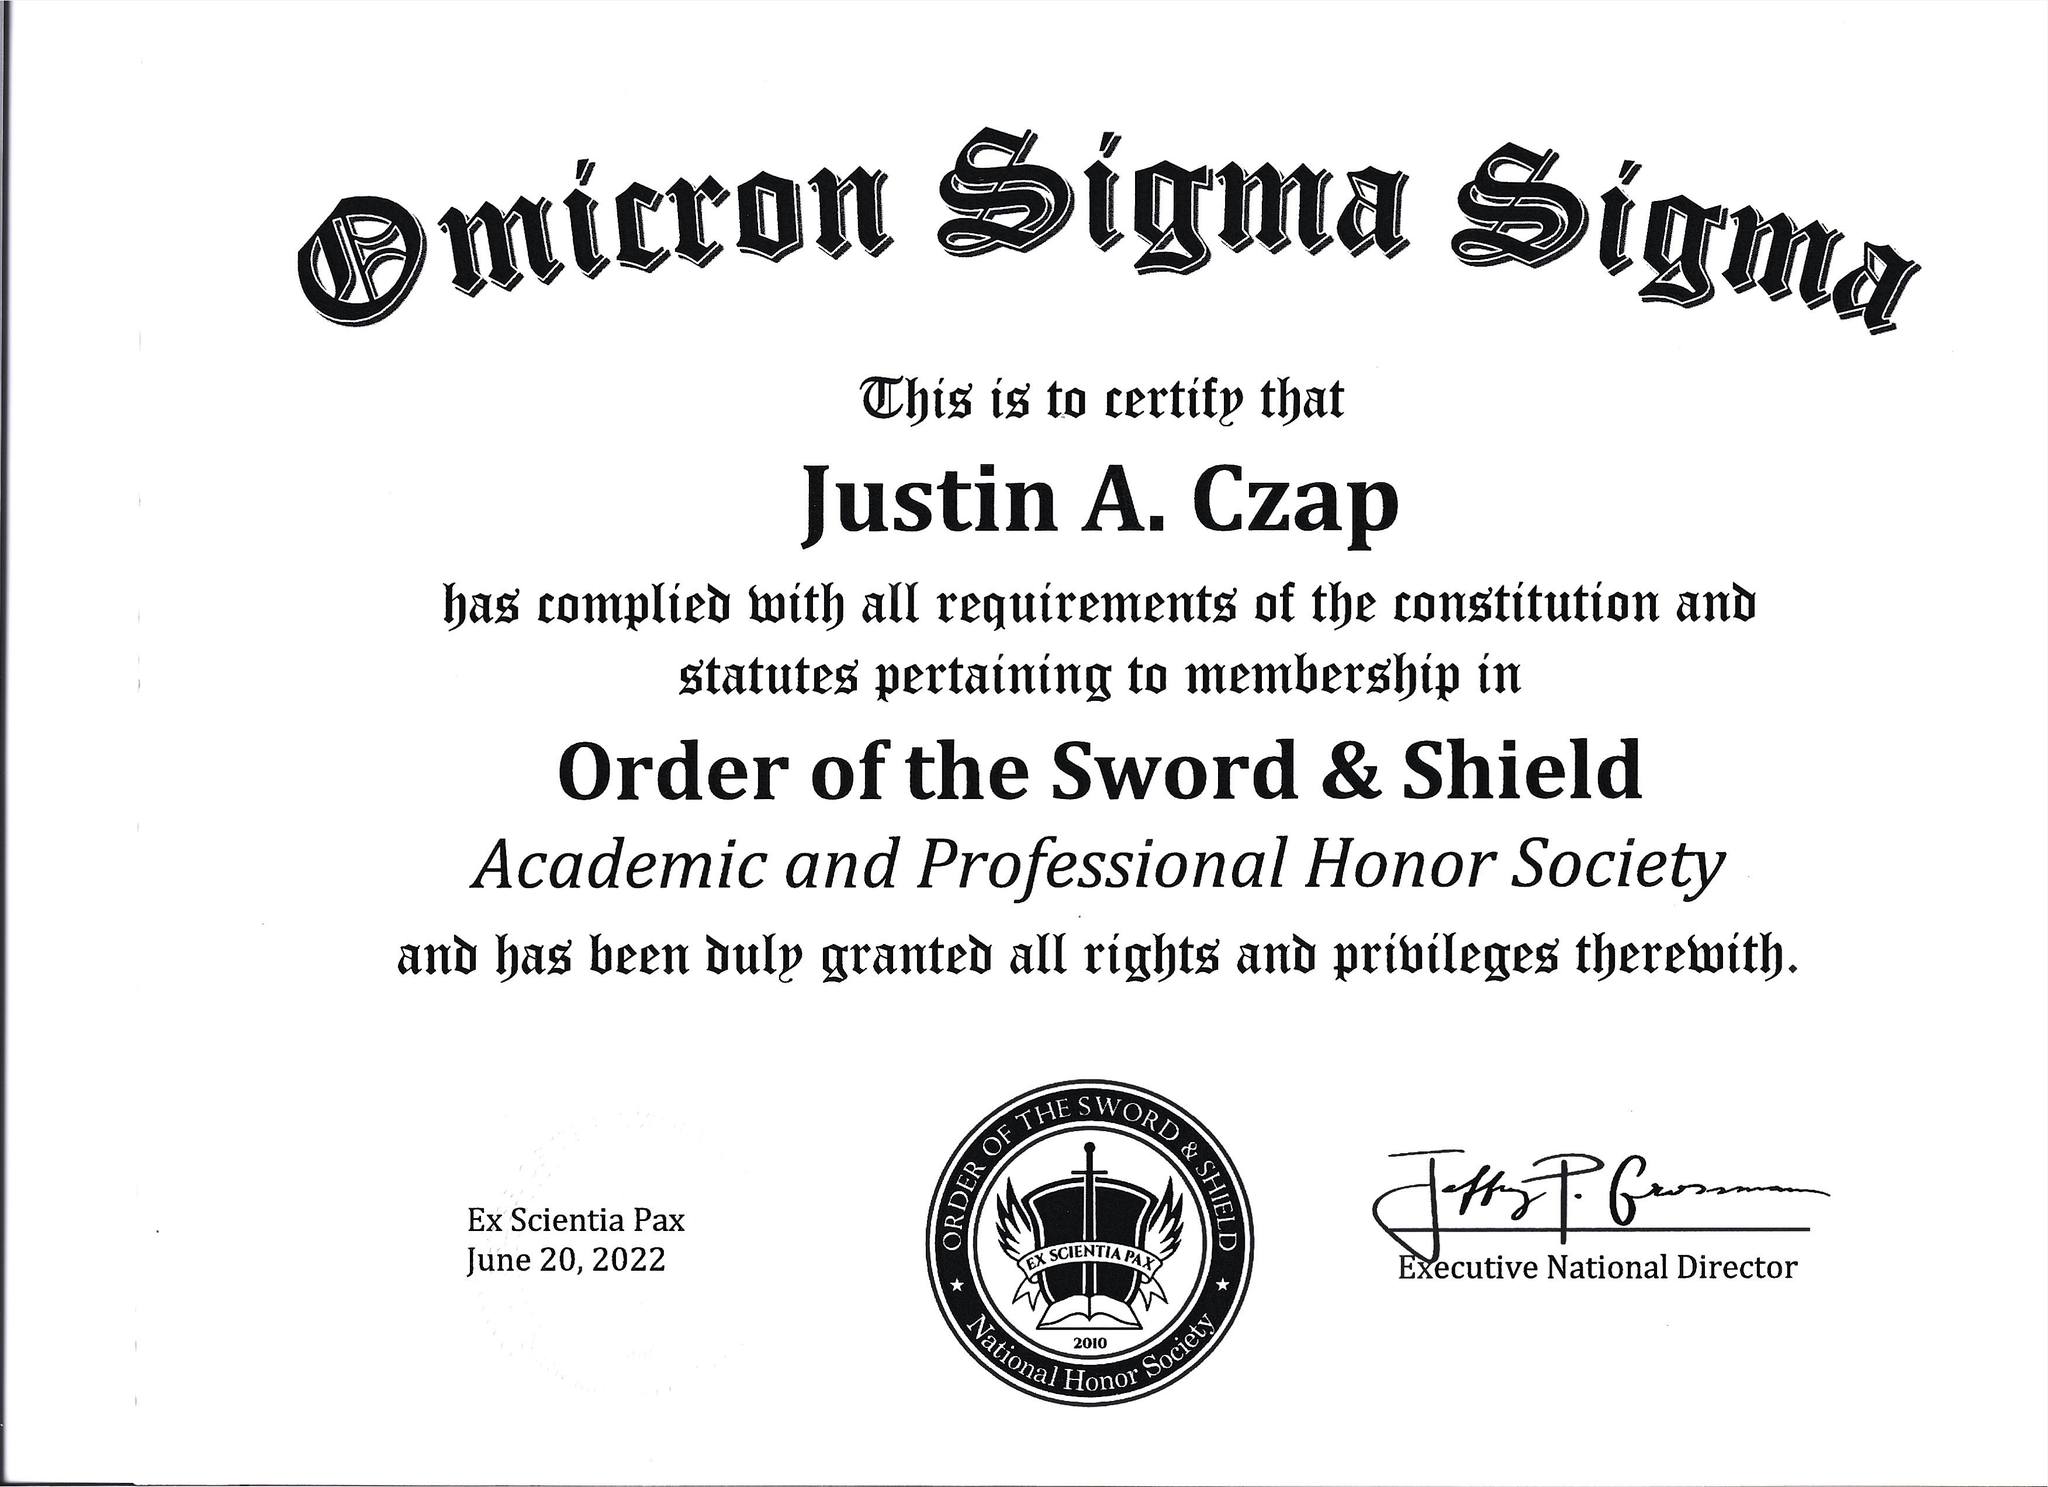 Omicron Sigma Sigma
This is to certify that
Justin A. Czap
has complied with all requirements of the constitution and
statutes pertaining to membership in
Order of the Sword & Shield
Academic and Professional Honor Society
and has been duly granted all rights and privileges therewith.
Ex Scientia Pax
June 20, 2022
ORDER OF THE SWORD & SHIELD
EX SCIENTIA PAX
2010
National Honor Society
Jeffry P. Grossmann
Executive National Director